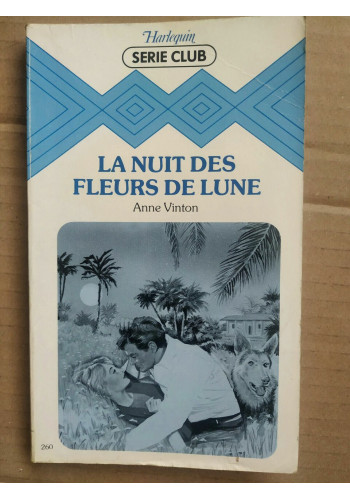 Harlequin
SERIE CLUB
LA NUIT DES
FLEURS DE LUNE
Anne Vinton
260